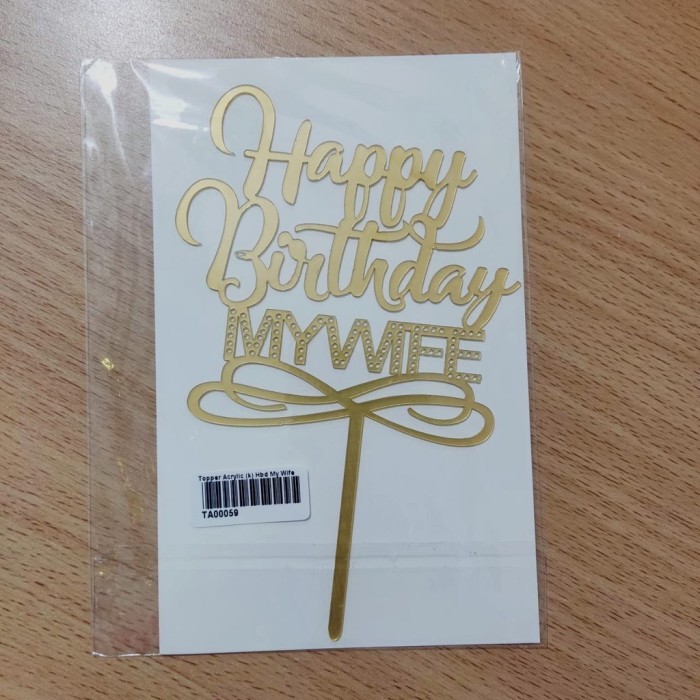 Happy
Birthday
MY WIFE
Topper Acrylic (k) Hbd My Wife
TA00059